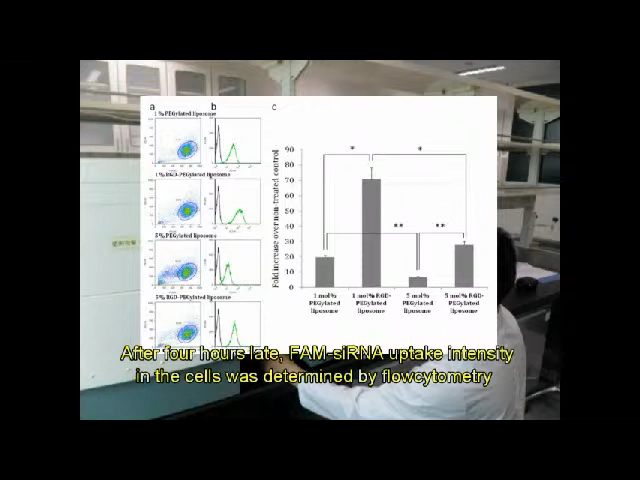 a b c
1 % PEGylated liposome
1 % RGD-PEGylated liposome
5 % PEGylated liposome
5 % RGD-PEGylated liposome
Fold increase over non-treated control
90
80
70
60
50
40
30
20
10
0
* *
** **
1 mol% PEGylated liposome
1 mol% RGD-PEGylated liposome
5 mol% PEGylated liposome
5 mol% RGD-PEGylated liposome
After four hours late, FAM-siRNA uptake intensity
in the cells was determined by flowcytometry